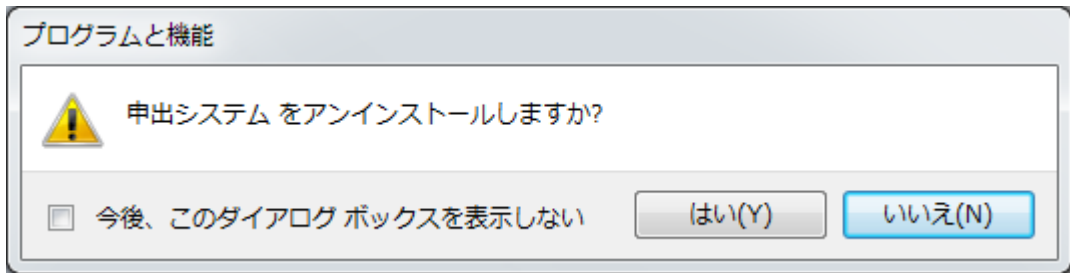 プログラムと機能
申出システム をアンインストールしますか?
今後、このダイアログ ボックスを表示しない
はい(Y)
いいえ(N)